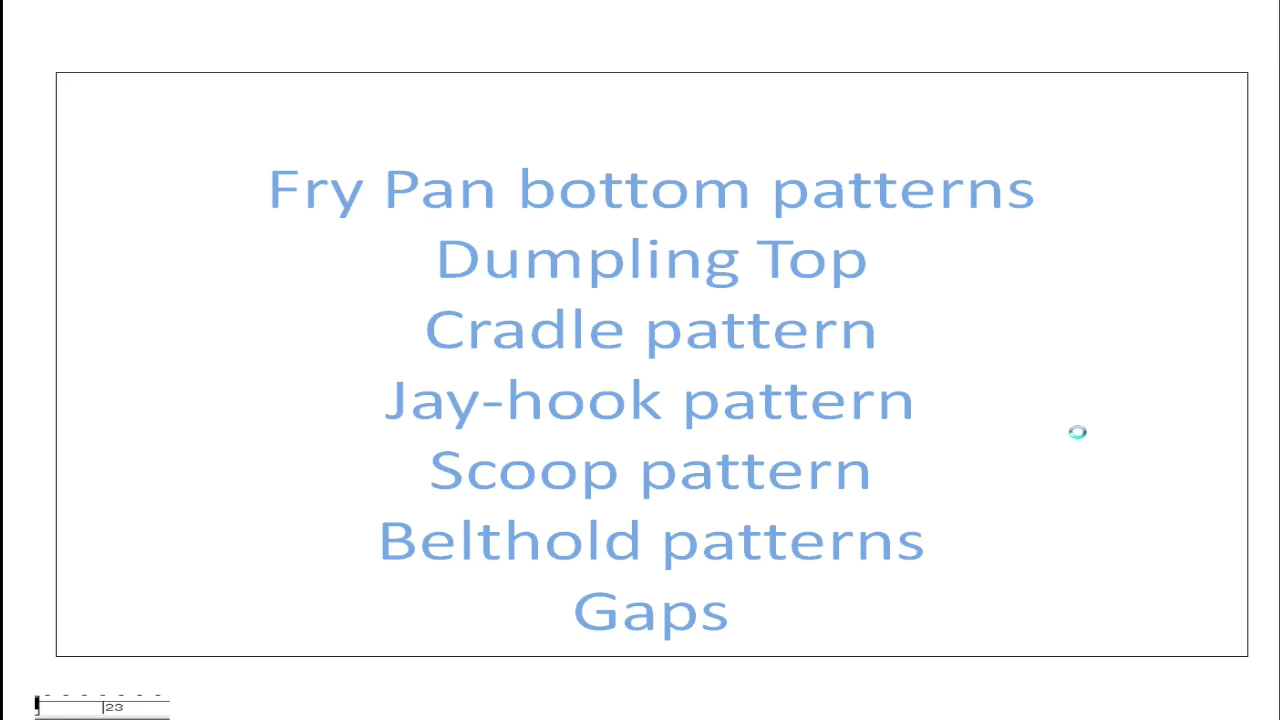 Fry Pan bottom patterns
Dumpling Top
Cradle pattern
Jay-hook pattern
Scoop pattern
Belthold patterns
Gaps
23